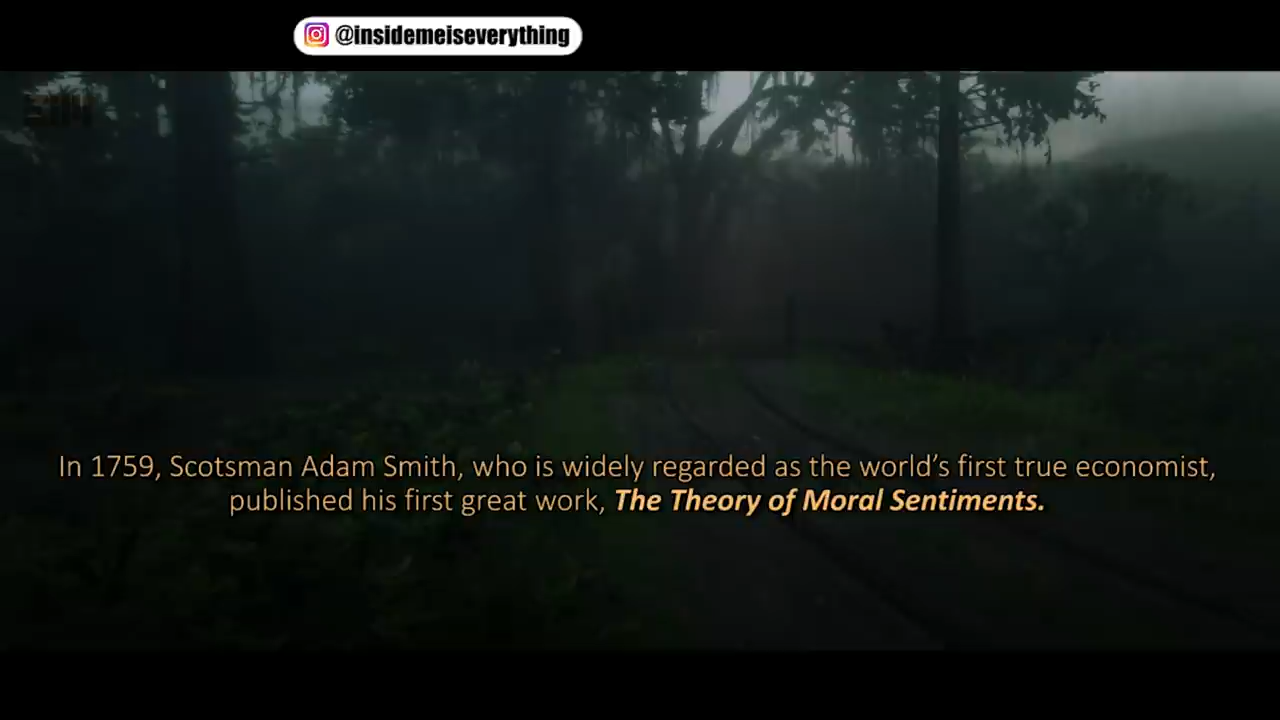 @insidemeiseverything
In 1759, Scotsman Adam Smith, who is widely regarded as the world’s first true economist,
published his first great work, The Theory of Moral Sentiments.